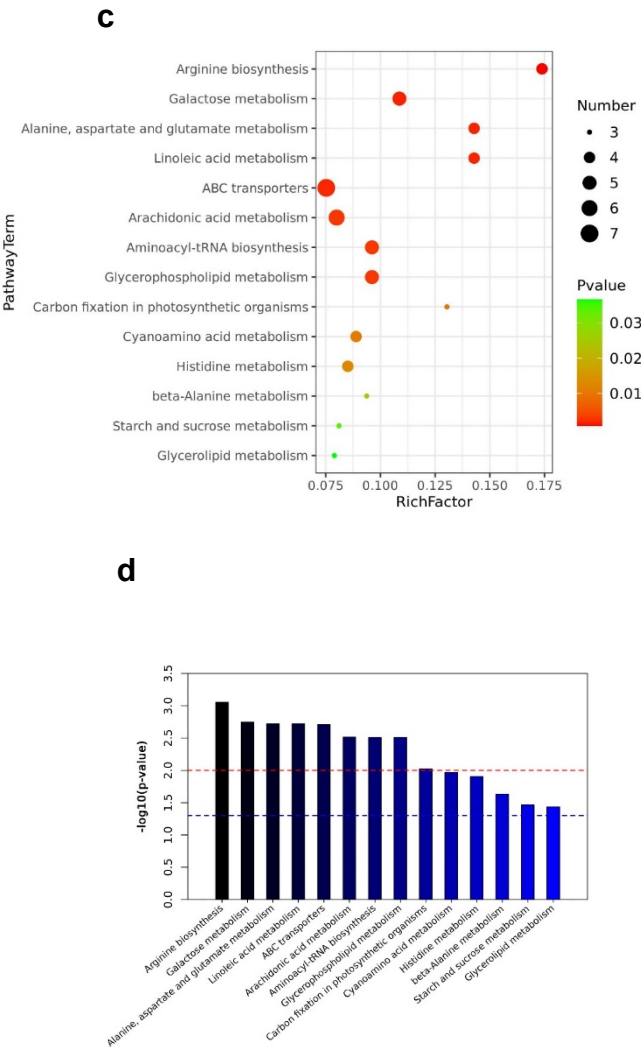 c
Arginine biosynthesis
Galactose metabolism
Alanine, aspartate and glutamate metabolism
Linoleic acid metabolism
ABC transporters
Arachidonic acid metabolism
Aminoacyl-tRNA biosynthesis
Glycerophospholipid metabolism
Carbon fixation in photosynthetic organisms
Cyanoamino acid metabolism
Histidine metabolism
beta-Alanine metabolism
Starch and sucrose metabolism
Glycerolipid metabolism
PathwayTerm
0.075 0.100 0.125 0.150 0.175
RichFactor
Number
3
4
5
6
7
Pvalue
0.03
0.02
0.01
d
-log10(p-value)
3.5
3.0
2.5
2.0
1.5
1.0
0.5
0.0
Arginine biosynthesis
Galactose metabolism
Alanine, aspartate and glutamate metabolism
Linoleic acid metabolism
ABC transporters
Arachidonic acid metabolism
Aminoacyl-tRNA biosynthesis
Glycerophospholipid metabolism
Carbon fixation in photosynthetic organisms
Cyanoamino acid metabolism
Histidine metabolism
beta-Alanine metabolism
Starch and sucrose metabolism
Glycerolipid metabolism